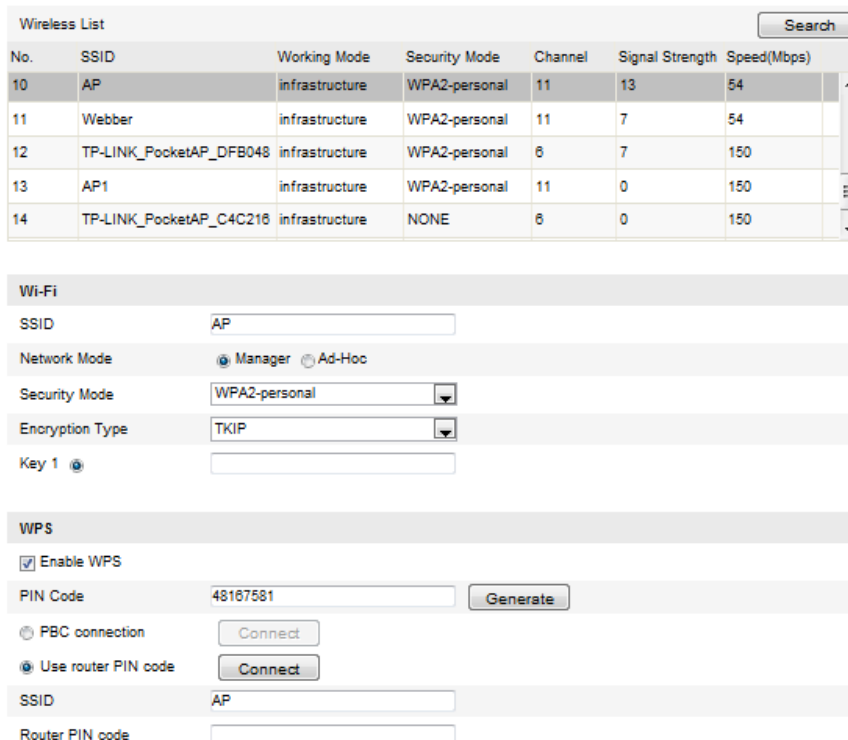 Wireless List Search
No. SSID Working Mode Security Mode Channel Signal Strength Speed(Mbps)
10 AP infrastructure WPA2-personal 11 13 54
11 Webber infrastructure WPA2-personal 11 7 54
12 TP-LINK_PocketAP_DFB048 infrastructure WPA2-personal 6 7 150
13 AP1 infrastructure WPA2-personal 11 0 150
14 TP-LINK_PocketAP_C4C216 infrastructure NONE 6 0 150
Wi-Fi
SSID AP
Network Mode Manager Ad-Hoc
Security Mode WPA2-personal
Encryption Type TKIP
Key 1
WPS
Enable WPS
PIN Code 48167581 Generate
PBC connection Connect
Use router PIN code Connect
SSID AP
Router PIN code